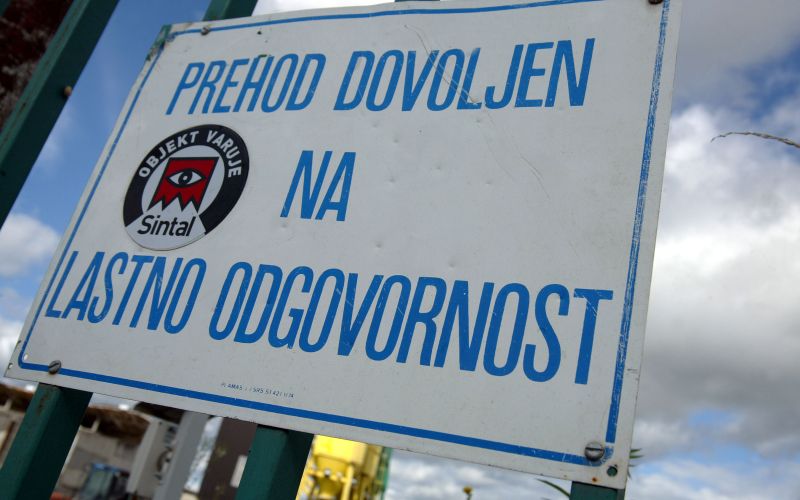 PREHOD DOVOLJEN
OBJEKT VARUJE
Sintal
NA
LASTNO ODGOVORNOST